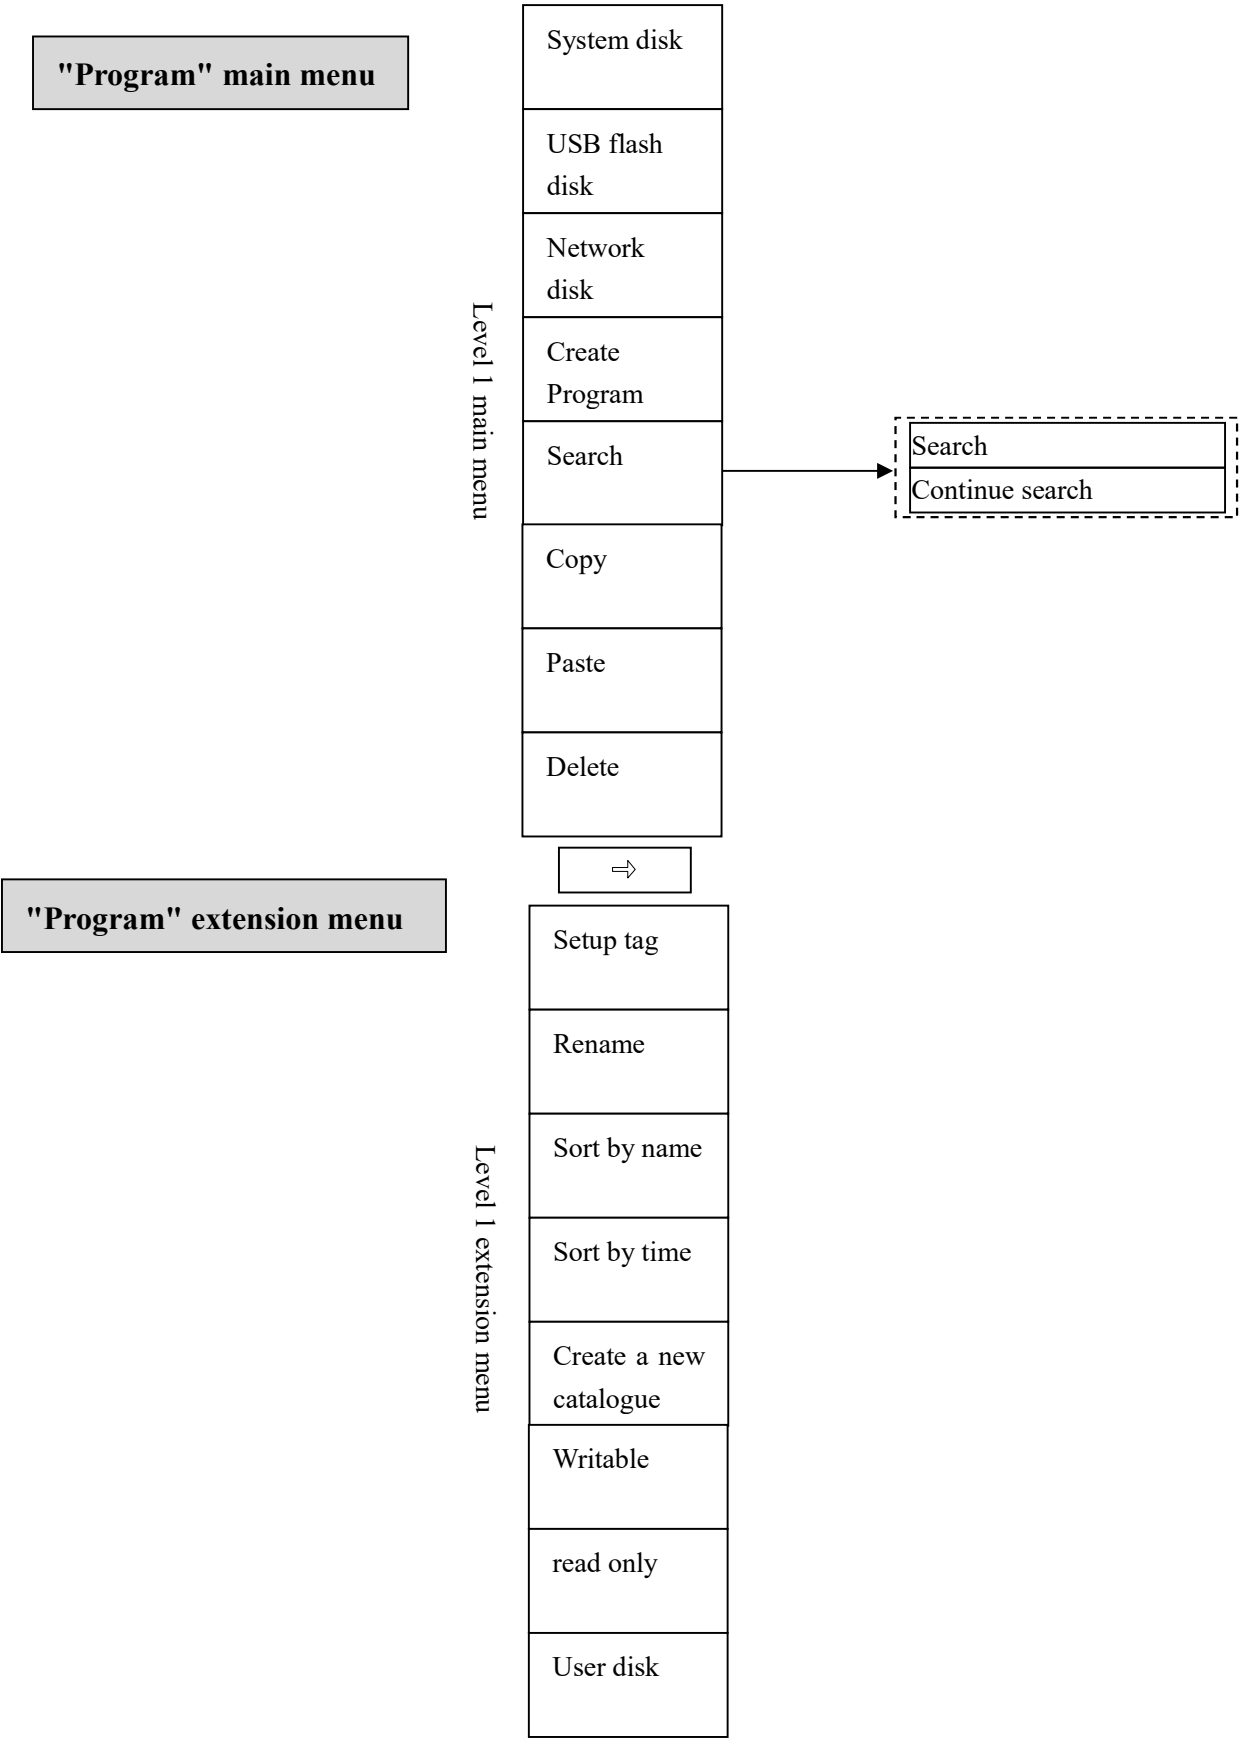 "Program" main menu
System disk
USB flash
disk
Network
disk
Create
Program
Search
Copy
Paste
Delete
Level 1 main menu
Search
Continue search
⇨
"Program" extension menu
Setup tag
Rename
Sort by name
Sort by time
Create a new
catalogue
Writable
read only
User disk
Level 1 extension menu